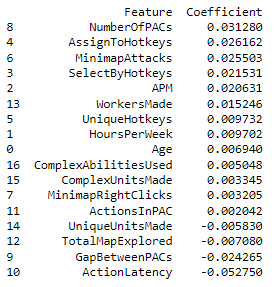 Feature Coefficient
8 NumberOfPACs 0.031280
4 AssignToHotkeys 0.026162
6 MinimapAttacks 0.025503
3 SelectByHotkeys 0.021531
2 APM 0.020631
13 WorkersMade 0.015246
5 UniqueHotkeys 0.009732
1 HoursPerWeek 0.009702
0 Age 0.006940
16 ComplexAbilitiesUsed 0.005048
15 ComplexUnitsMade 0.003345
7 MinimapRightClicks 0.003205
11 ActionsInPAC 0.002042
14 UniqueUnitsMade -0.005830
12 TotalMapExplored -0.007080
9 GapBetweenPACs -0.024265
10 ActionLatency -0.052750